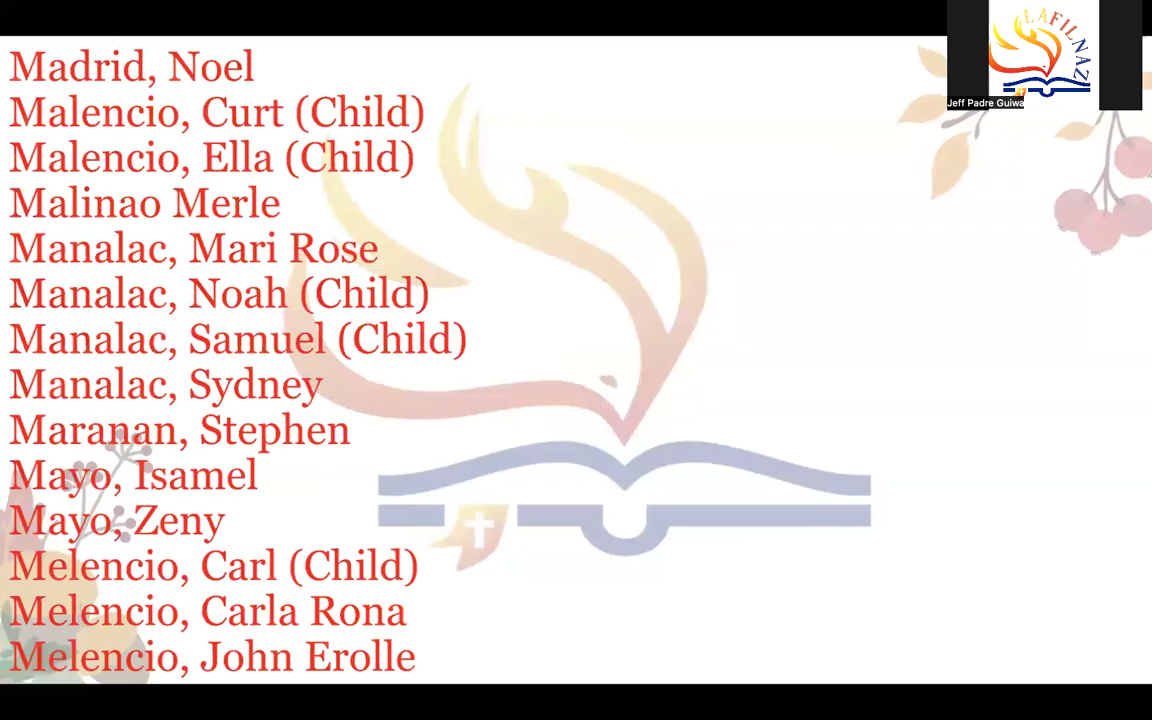 Madrid, Noel
Malencio, Curt (Child)
Malencio, Ella (Child)
Malinao Merle
Manalac, Mari Rose
Manalac, Noah (Child)
Manalac, Samuel (Child)
Manalac, Sydney
Maranan, Stephen
Mayo, Isamel
Mayo, Zeny
Melencio, Carl (Child)
Melencio, Carla Rona
Melencio, John Erolle
LAFILNAZ
Jeff Padre Guiwa